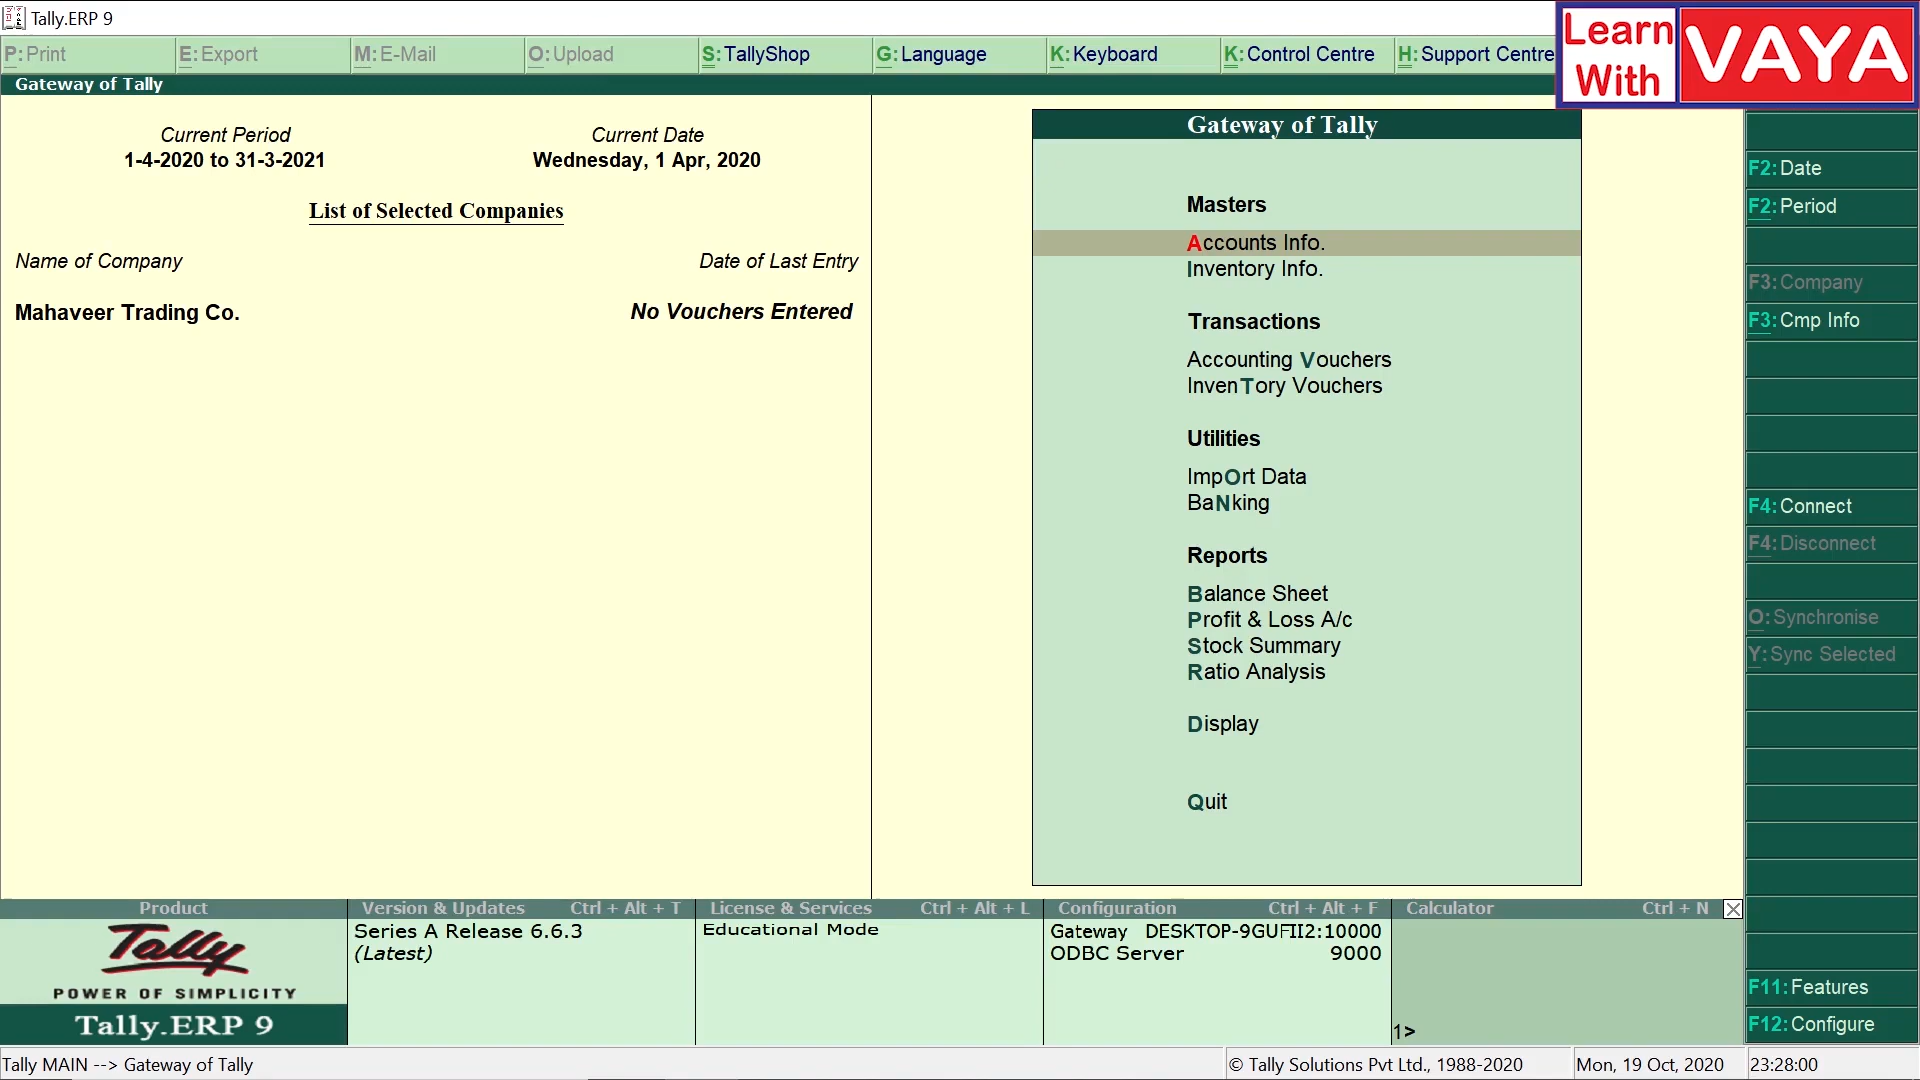 Tally.ERP 9
P: Print E: Export M: E-Mail O: Upload S: TallyShop G: Language K: Keyboard K: Control Centre H: Support Centre
Learn With VAYA
Gateway of Tally
Current Period Current Date
1-4-2020 to 31-3-2021 Wednesday, 1 Apr, 2020
List of Selected Companies
Name of Company Date of Last Entry
Mahaveer Trading Co. No Vouchers Entered
Gateway of Tally
Masters
Accounts Info.
Inventory Info.
Transactions
Accounting Vouchers
InvenTory Vouchers
Utilities
ImpOrt Data
BaNking
Reports
Balance Sheet
Profit & Loss A/c
Stock Summary
Ratio Analysis
Display
Quit
F2: Date
F2: Period
F3: Company
F3: Cmp Info
F4: Connect
F4: Disconnect
O: Synchronise
Y: Sync Selected
F11: Features
F12: Configure
Product
Tally
POWER OF SIMPLICITY
Tally.ERP 9
Version & Updates Ctrl + Alt + T
Series A Release 6.6.3
(Latest)
License & Services Ctrl + Alt + L
Educational Mode
Configuration Ctrl + Alt + F
Gateway DESKTOP-9GUFII2:10000
ODBC Server 9000
Calculator Ctrl + N
1>
Tally MAIN --> Gateway of Tally © Tally Solutions Pvt Ltd., 1988-2020 Mon, 19 Oct, 2020 23:28:00